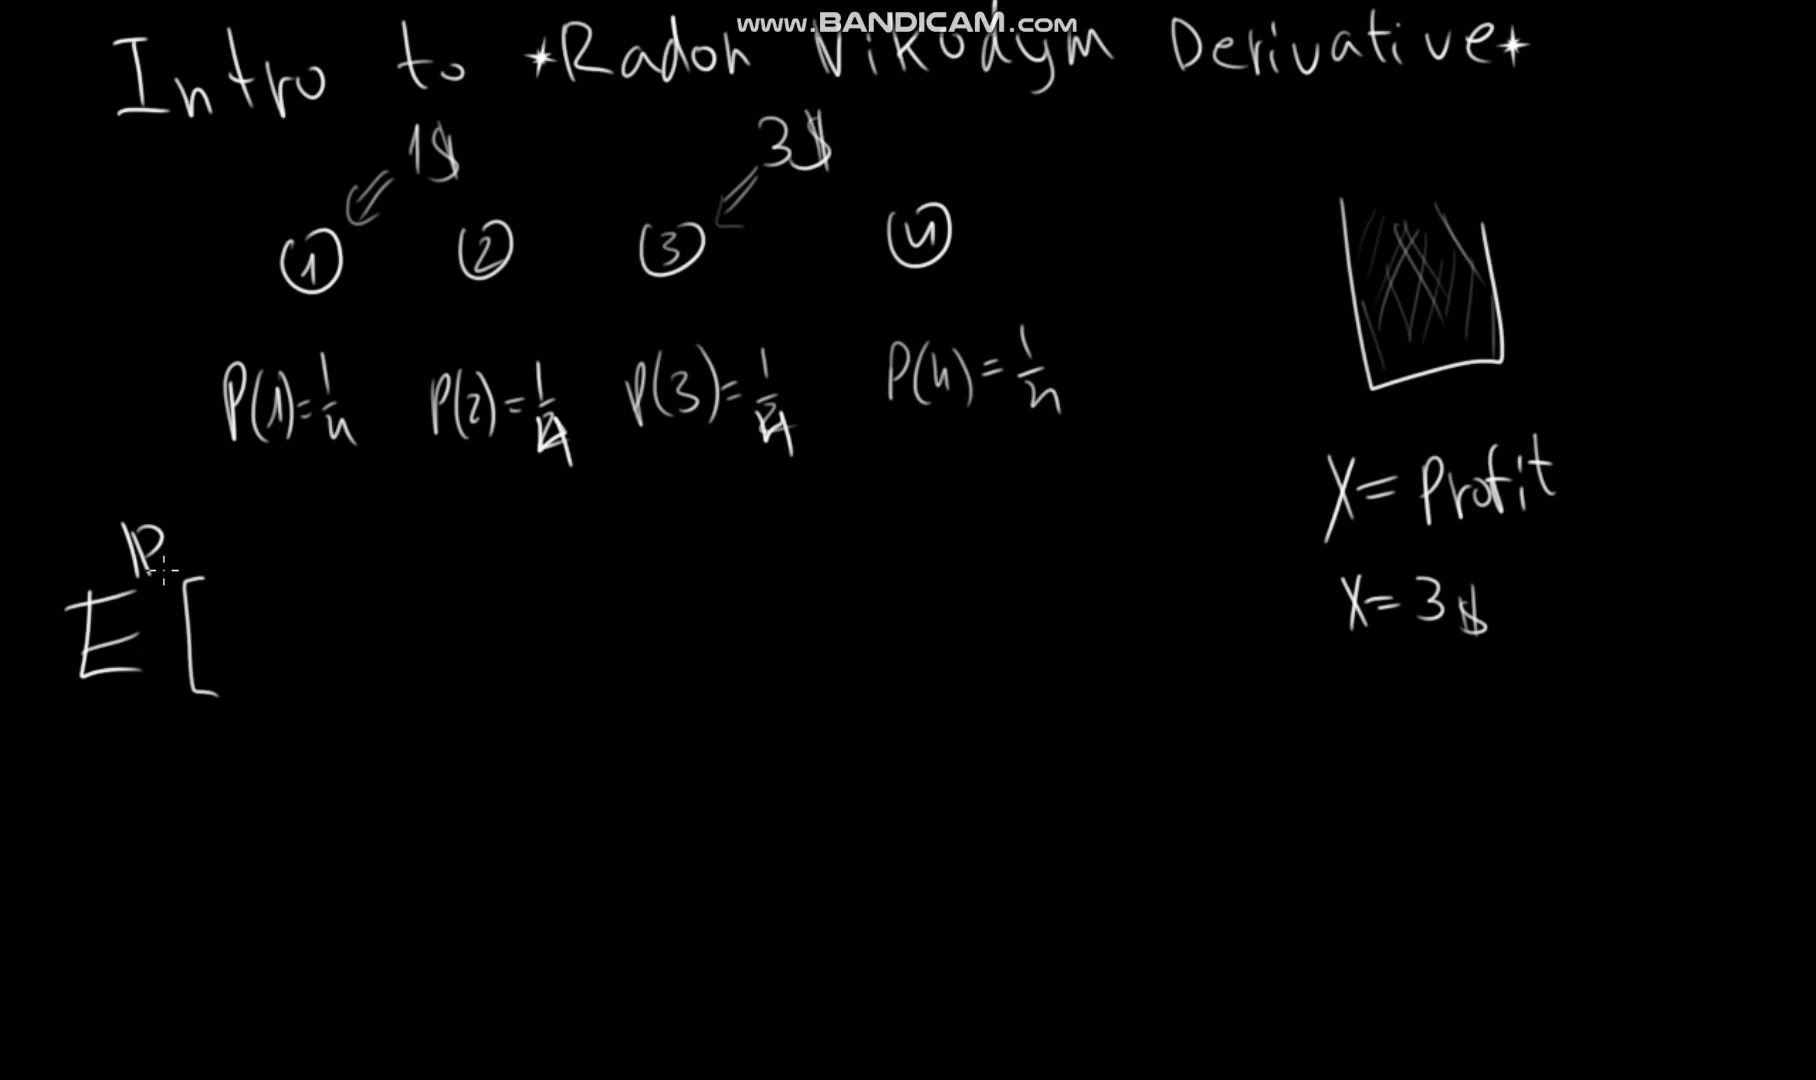 www.BANDICAM.com
Intro to *Radon Nikodym Derivative*
1$ 3$
1 2 3 4
P(1)=1/4 P(2)=1/4 P(3)=1/4 P(4)=1/4
X= Profit
X= 3$
E^P[